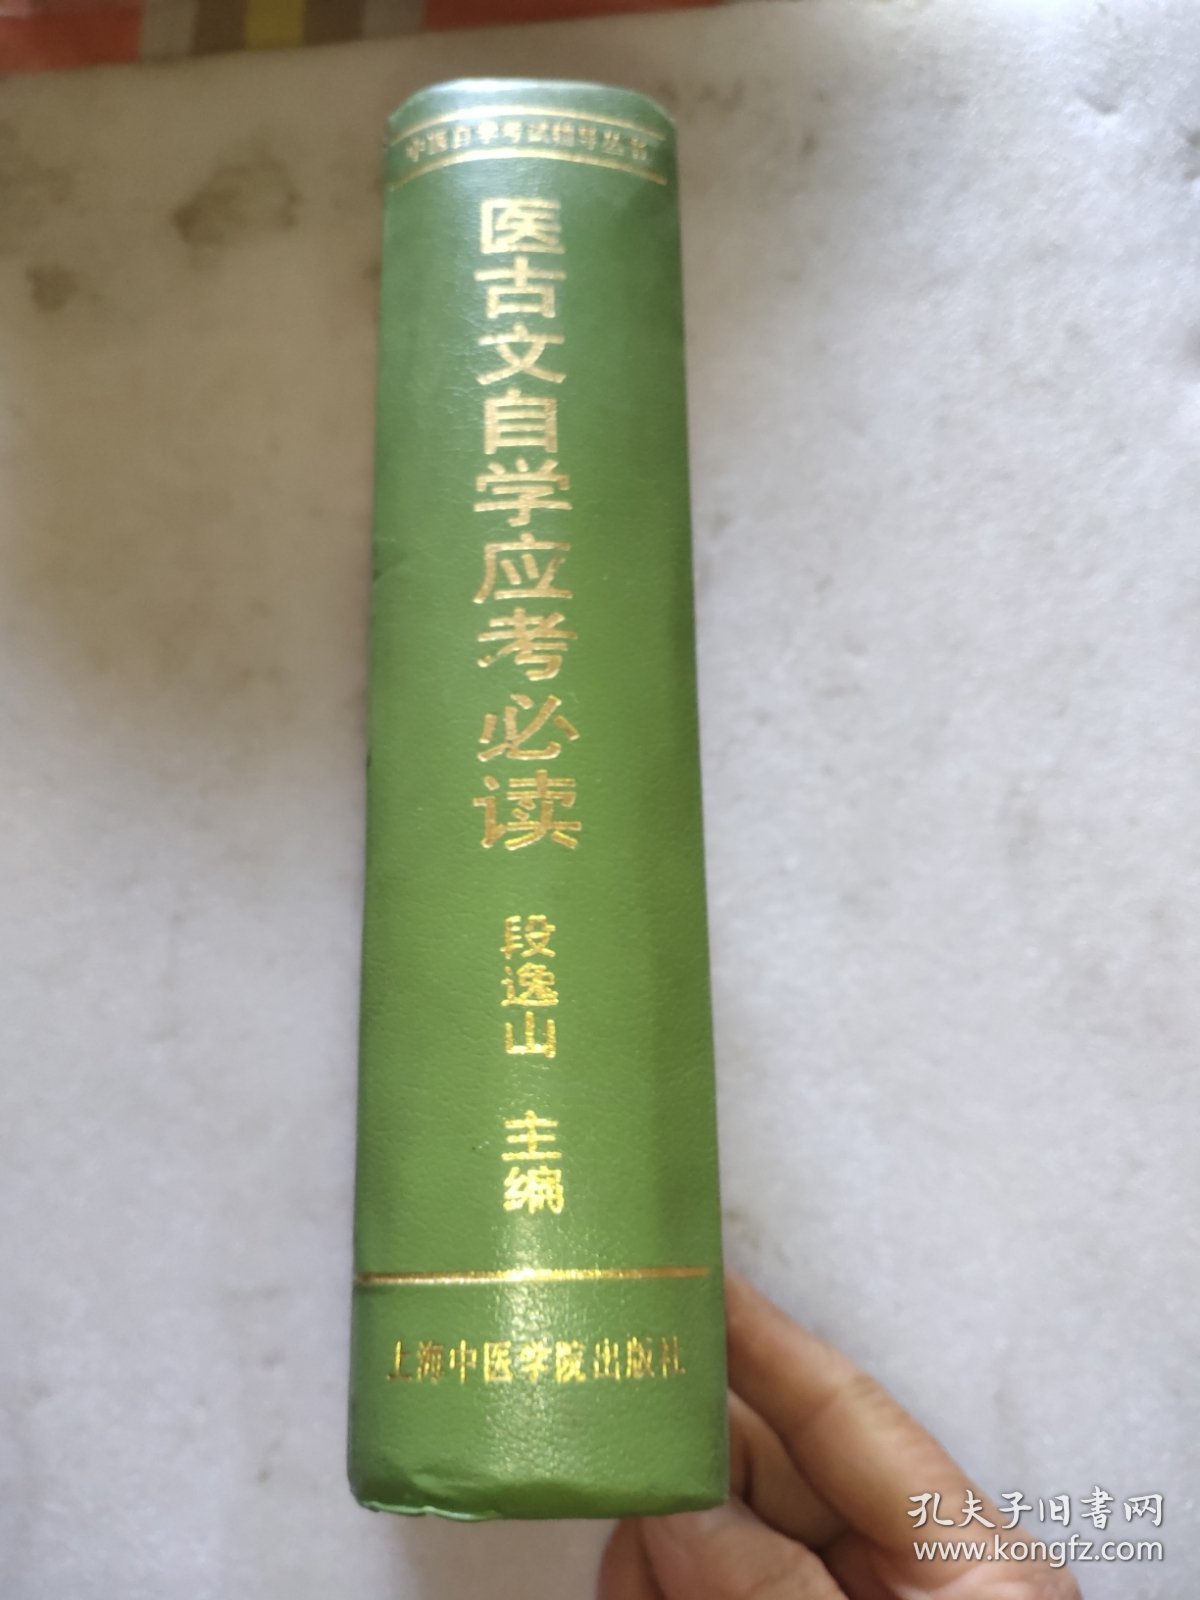 中医自学考试辅导丛书
医古文自学应考必读
段逸山 主编
上海中医学院出版社
孔夫子旧书网
www.kongfz.com